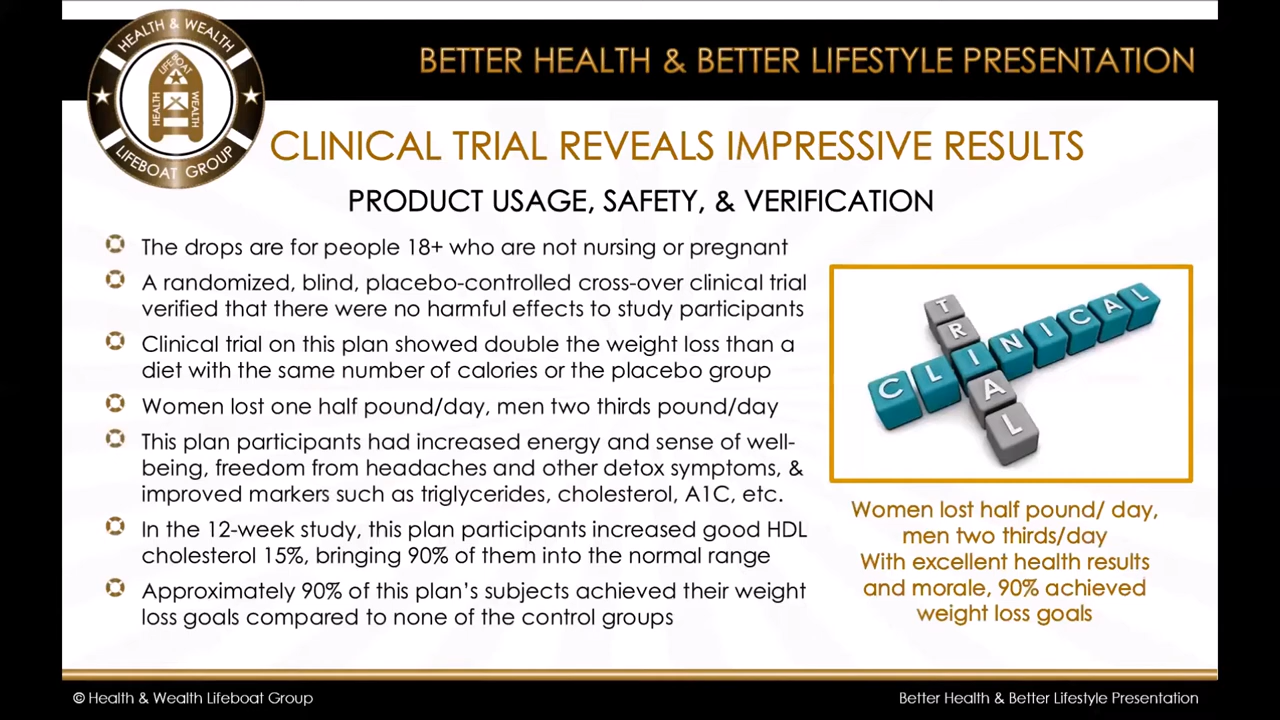 HEALTH & WEALTH
LIFEBOAT
HEALTH
WEALTH
LIFEBOAT GROUP
BETTER HEALTH & BETTER LIFESTYLE PRESENTATION
CLINICAL TRIAL REVEALS IMPRESSIVE RESULTS
PRODUCT USAGE, SAFETY, & VERIFICATION
The drops are for people 18+ who are not nursing or pregnant
A randomized, blind, placebo-controlled cross-over clinical trial
verified that there were no harmful effects to study participants
Clinical trial on this plan showed double the weight loss than a
diet with the same number of calories or the placebo group
Women lost one half pound/day, men two thirds pound/day
This plan participants had increased energy and sense of well-
being, freedom from headaches and other detox symptoms, &
improved markers such as triglycerides, cholesterol, A1C, etc.
In the 12-week study, this plan participants increased good HDL
cholesterol 15%, bringing 90% of them into the normal range
Approximately 90% of this plan's subjects achieved their weight
loss goals compared to none of the control groups
CLINICAL
TRIAL
Women lost half pound/ day,
men two thirds/day
With excellent health results
and morale, 90% achieved
weight loss goals
© Health & Wealth Lifeboat Group
Better Health & Better Lifestyle Presentation